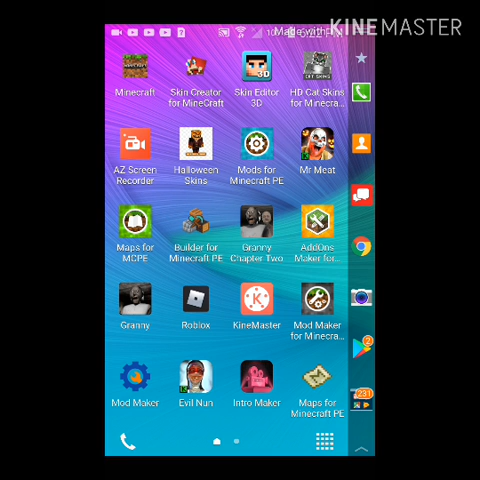 Made with
KINEMASTER
Minecraft
Skin Creator
for MineCraft
Skin Editor
3D
HD Cat Skins
for Minecra...
AZ Screen
Recorder
Halloween
Skins
Mods for
Minecraft PE
Mr Meat
Maps for
MCPE
Builder for
Minecraft PE
Granny
Chapter Two
AddOns
Maker for...
Granny
Roblox
KineMaster
Mod Maker
for Minecra...
Mod Maker
Evil Nun
Intro Maker
Maps for
Minecraft PE
2
231